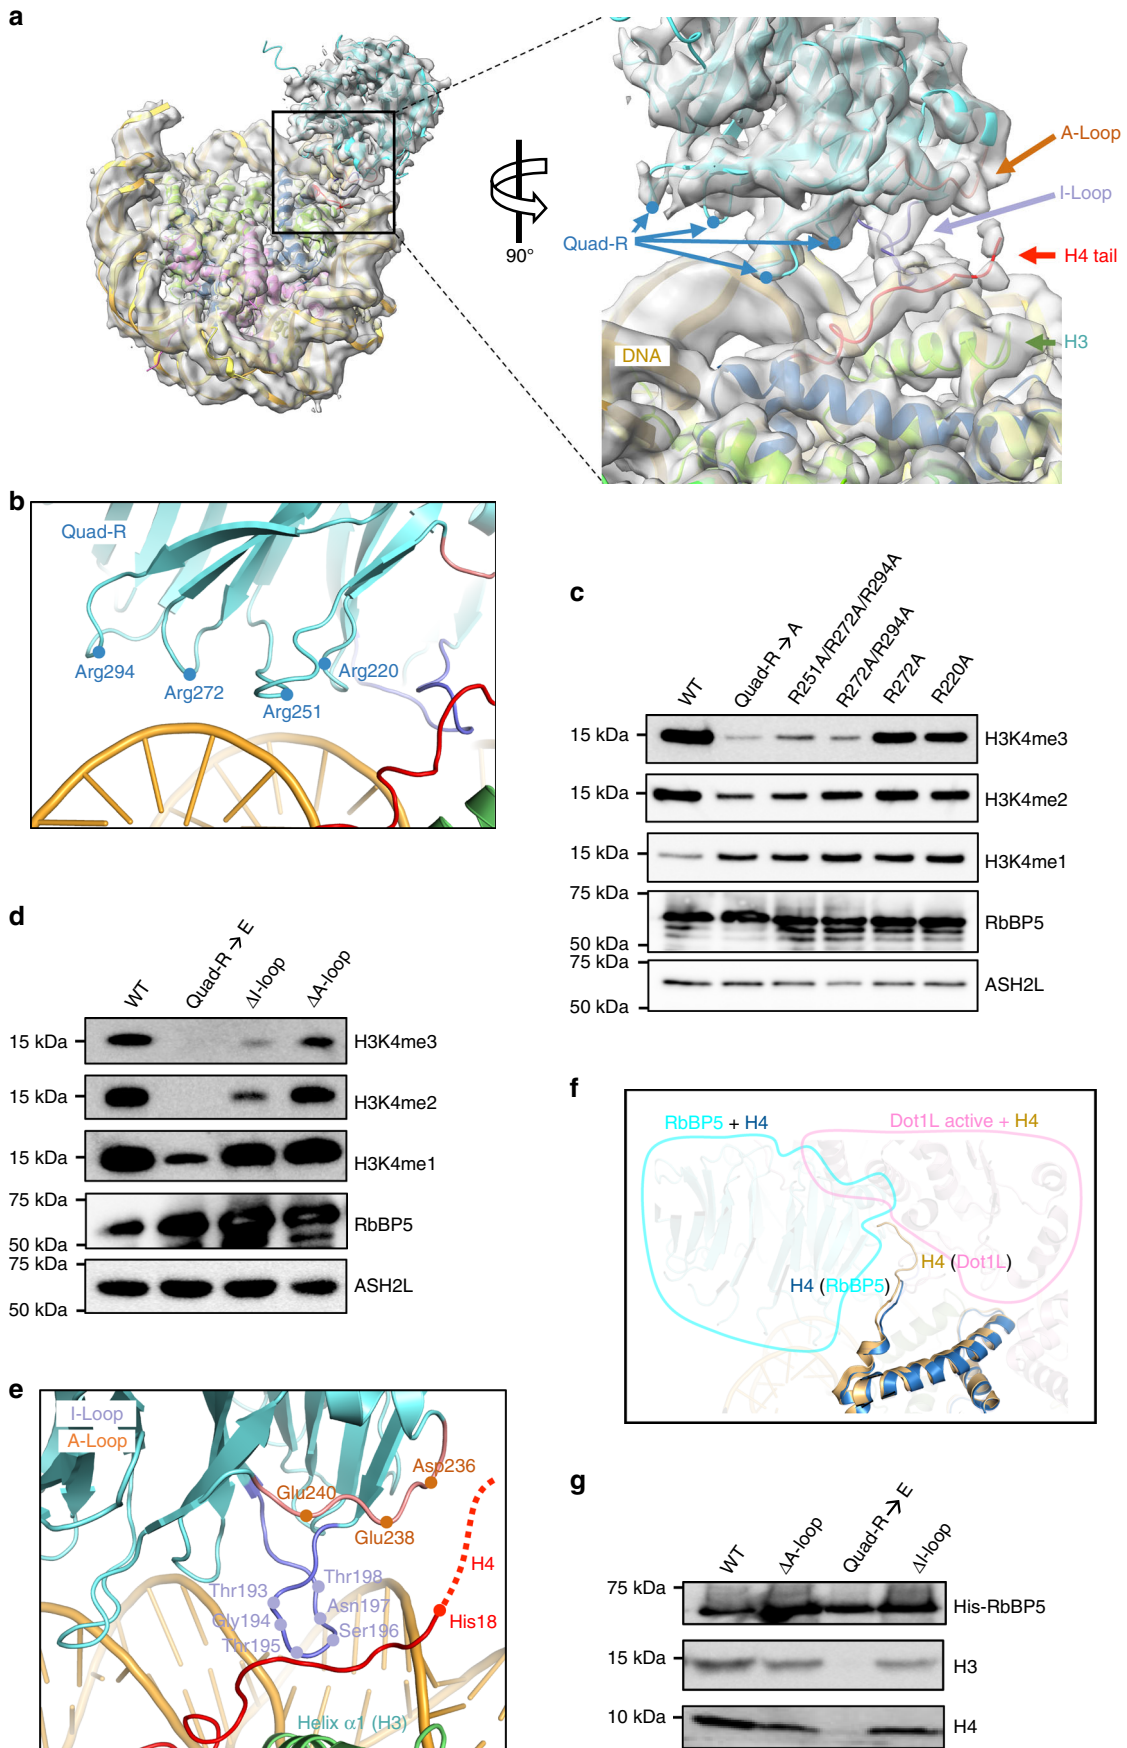 a
A-Loop
I-Loop
Quad-R
H4 tail
90°
DNA
H3
b
Quad-R
Arg294
Arg272
Arg251
Arg220
c
WT
Quad-R → A
R251A/R272A/R294A
R272A/R294A
R272A
R220A
15 kDa
H3K4me3
15 kDa
H3K4me2
15 kDa
H3K4me1
75 kDa
RbBP5
50 kDa
75 kDa
ASH2L
50 kDa
d
WT
Quad-R → E
ΔI-loop
ΔA-loop
15 kDa
H3K4me3
15 kDa
H3K4me2
15 kDa
H3K4me1
75 kDa
RbBP5
50 kDa
75 kDa
ASH2L
50 kDa
f
RbBP5 + H4
Dot1L active + H4
H4 (Dot1L)
H4 (RbBP5)
e
I-Loop
A-Loop
Asp236
Glu240
Glu238
H4
Thr193
Thr198
Gly194
Asn197
Thr195
Ser196
His18
Helix α1 (H3)
g
WT
ΔA-loop
Quad-R → E
ΔI-loop
75 kDa
His-RbBP5
15 kDa
H3
10 kDa
H4